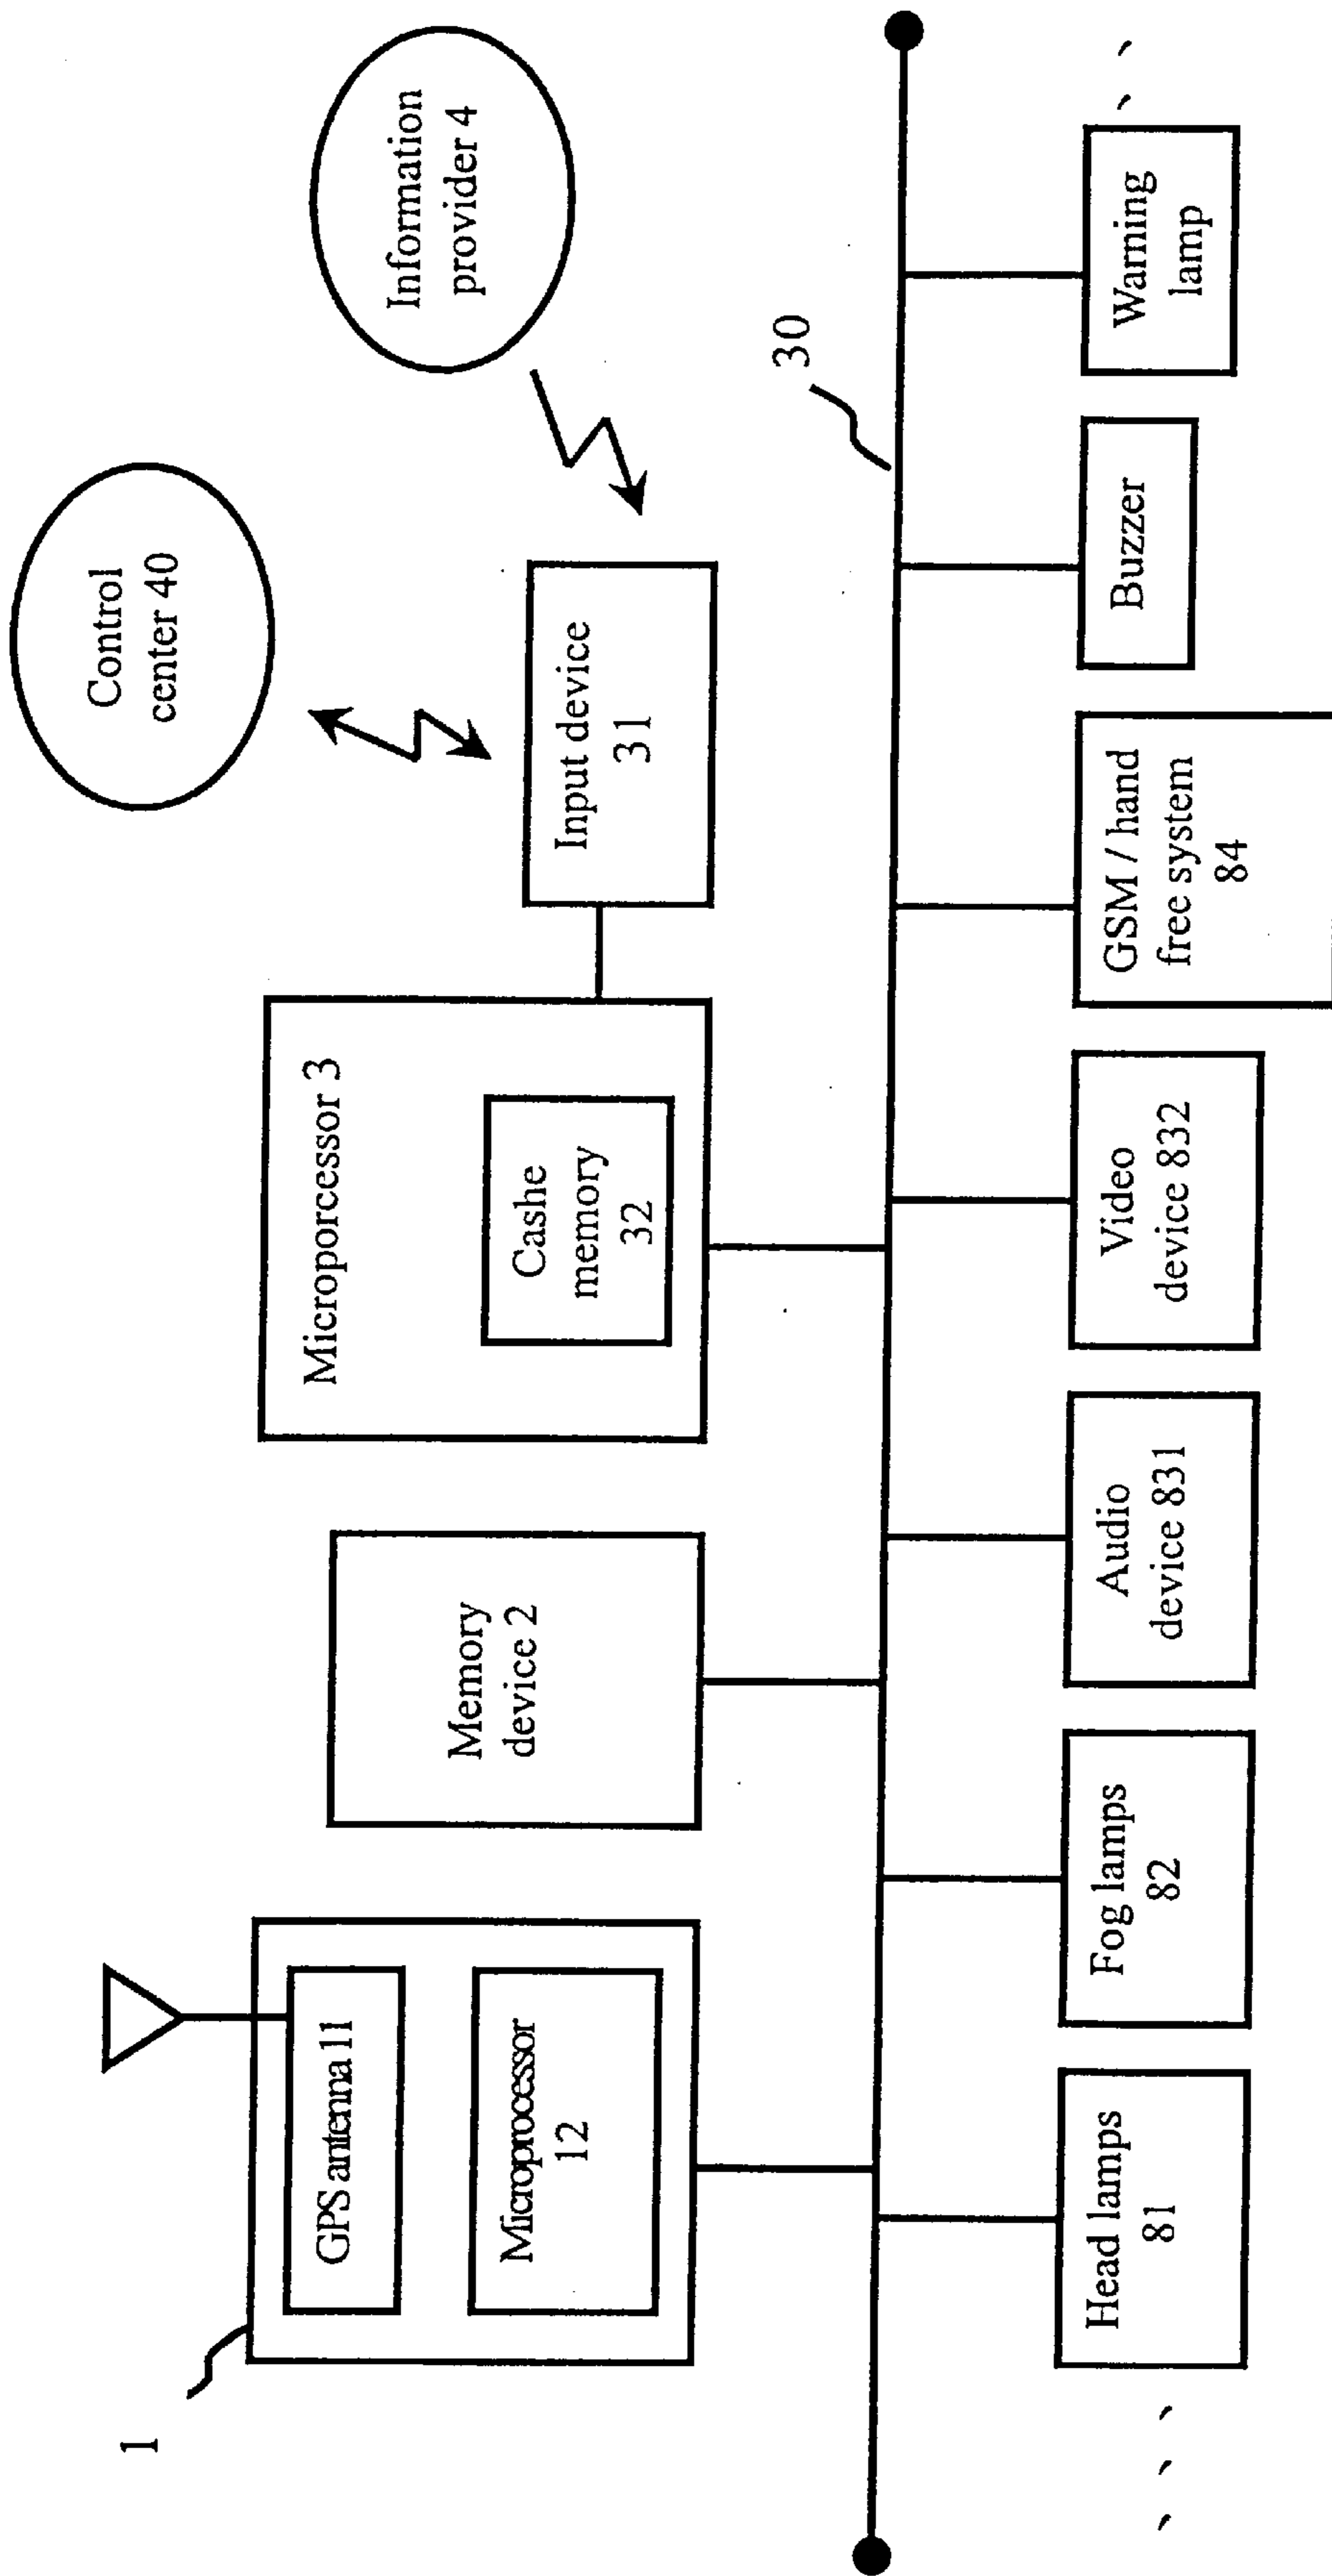 Control
center 40
Information
provider 4
1
GPS antenna 11
Microprocessor
12
Memory
device 2
Microporcessor 3
Cashe
memory
32
Input device
31
30
Head lamps
81
Fog lamps
82
Audio
device 831
Video
device 832
GSM / hand
free system
84
Buzzer
Warning
lamp